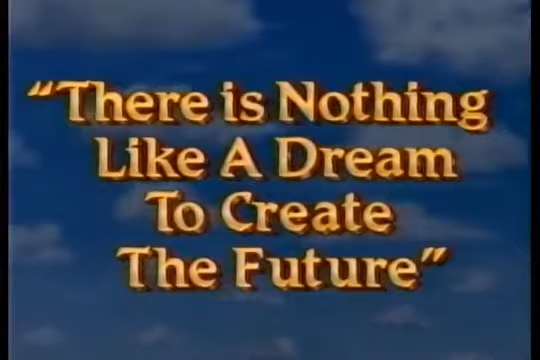 “There is Nothing
Like A Dream
To Create
The Future”